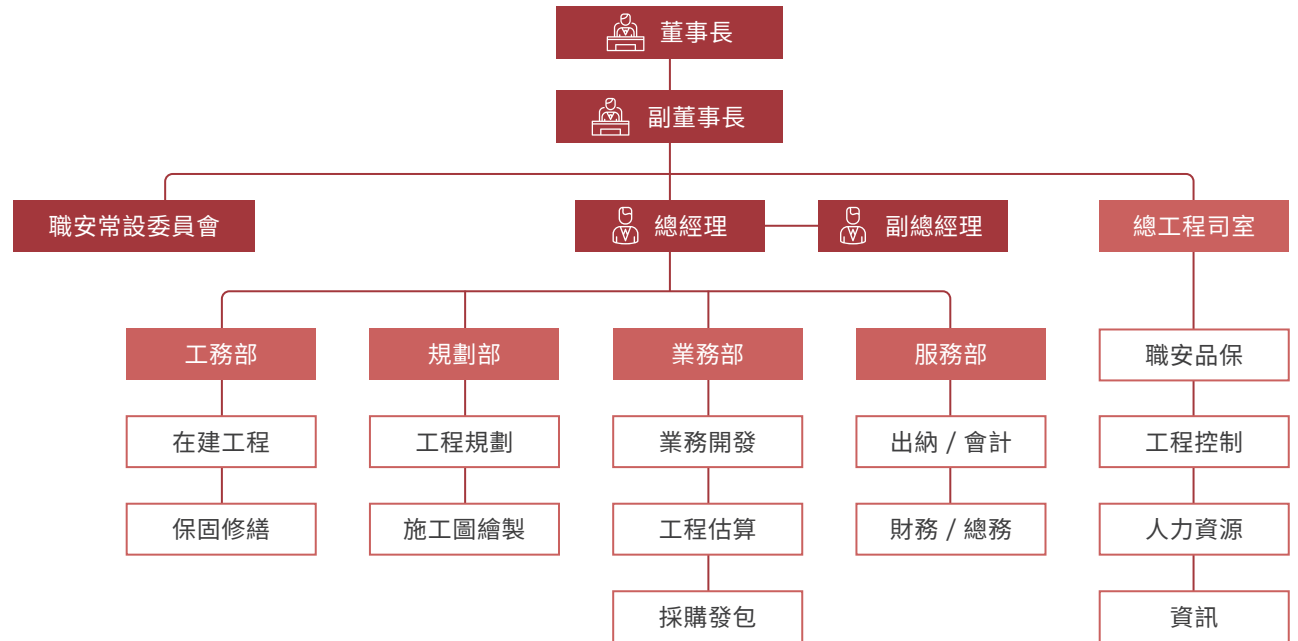 董事長
副董事長
職安常設委員會
總經理
副總經理
總工程司室
工務部
規劃部
業務部
服務部
職安品保
在建工程
工程規劃
業務開發
出納 / 會計
工程控制
保固修繕
施工圖繪製
工程估算
財務 / 總務
人力資源
採購發包
資訊